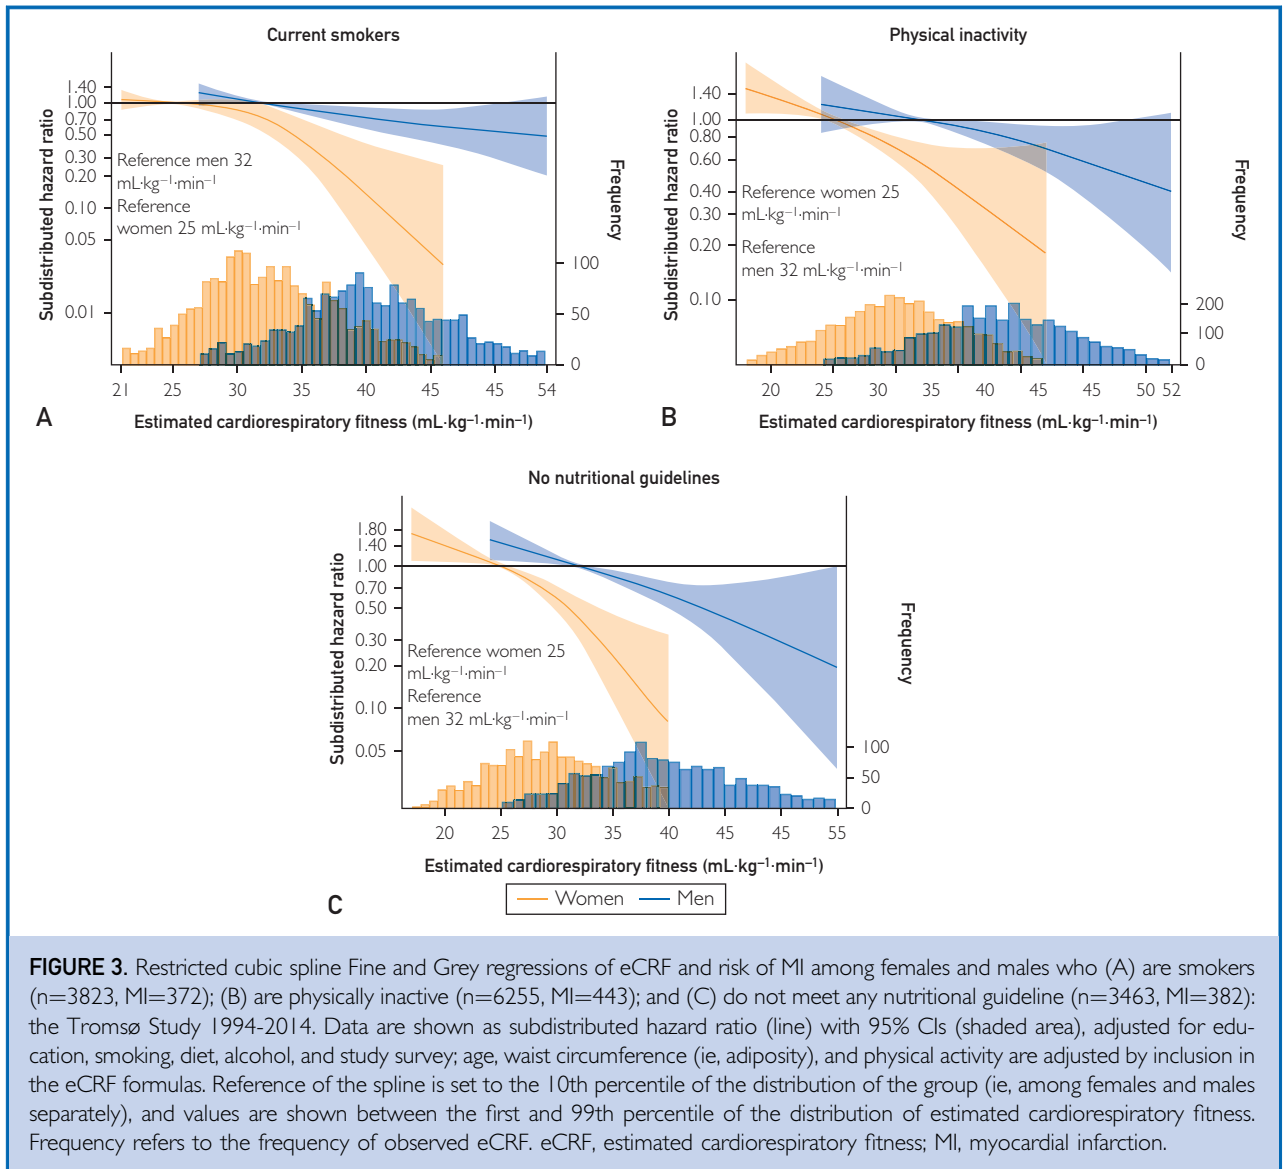 Current smokers
Subdistributed hazard ratio
1.40
1.00
0.70
0.50
0.30
0.20
0.10
0.05
0.01
Reference men 32
mL·kg⁻¹·min⁻¹
Reference
women 25 mL·kg⁻¹·min⁻¹
Frequency
100
50
0
21 25 30 35 40 45 45 54
Estimated cardiorespiratory fitness (mL·kg⁻¹·min⁻¹)
A
Physical inactivity
Subdistributed hazard ratio
1.40
1.00
0.80
0.60
0.40
0.30
0.20
0.10
Reference women 25
mL·kg⁻¹·min⁻¹
Reference
men 32 mL·kg⁻¹·min⁻¹
Frequency
200
100
0
20 25 30 35 40 45 45 50 52
Estimated cardiorespiratory fitness (mL·kg⁻¹·min⁻¹)
B
No nutritional guidelines
Subdistributed hazard ratio
1.80
1.40
1.00
0.70
0.50
0.30
0.20
0.10
0.05
Reference women 25
mL·kg⁻¹·min⁻¹
Reference
men 32 mL·kg⁻¹·min⁻¹
Frequency
100
50
0
20 25 30 35 40 45 45 55
Estimated cardiorespiratory fitness (mL·kg⁻¹·min⁻¹)
C
Women Men
FIGURE 3. Restricted cubic spline Fine and Grey regressions of eCRF and risk of MI among females and males who (A) are smokers
(n=3823, MI=372); (B) are physically inactive (n=6255, MI=443); and (C) do not meet any nutritional guideline (n=3463, MI=382):
the Tromsø Study 1994-2014. Data are shown as subdistributed hazard ratio (line) with 95% CIs (shaded area), adjusted for edu-
cation, smoking, diet, alcohol, and study survey; age, waist circumference (ie, adiposity), and physical activity are adjusted by inclusion in
the eCRF formulas. Reference of the spline is set to the 10th percentile of the distribution of the group (ie, among females and males
separately), and values are shown between the first and 99th percentile of the distribution of estimated cardiorespiratory fitness.
Frequency refers to the frequency of observed eCRF. eCRF, estimated cardiorespiratory fitness; MI, myocardial infarction.